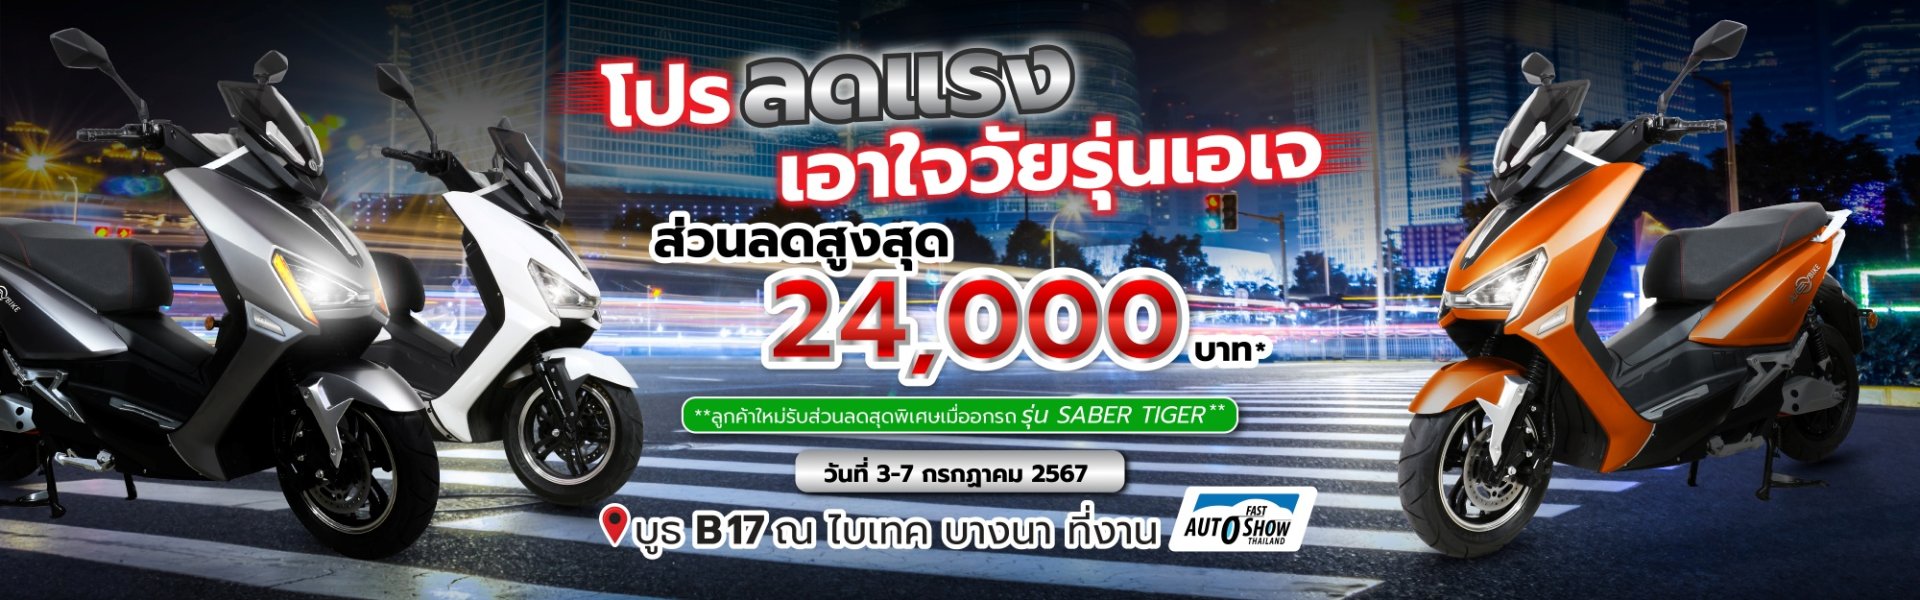 โปร ลดแรง
เอาใจวัยรุ่นเอเจ
ส่วนลดสูงสุด
24,000 บาท*
**ลูกค้าใหม่รับส่วนลดสุดพิเศษเมื่อออกรถ รุ่น SABER TIGER**
วันที่ 3-7 กรกฎาคม 2567
บูธ B17 ณ ไบเทค บางนา ที่งาน
FAST
AUTO SHOW
THAILAND
BIKE
BIKE